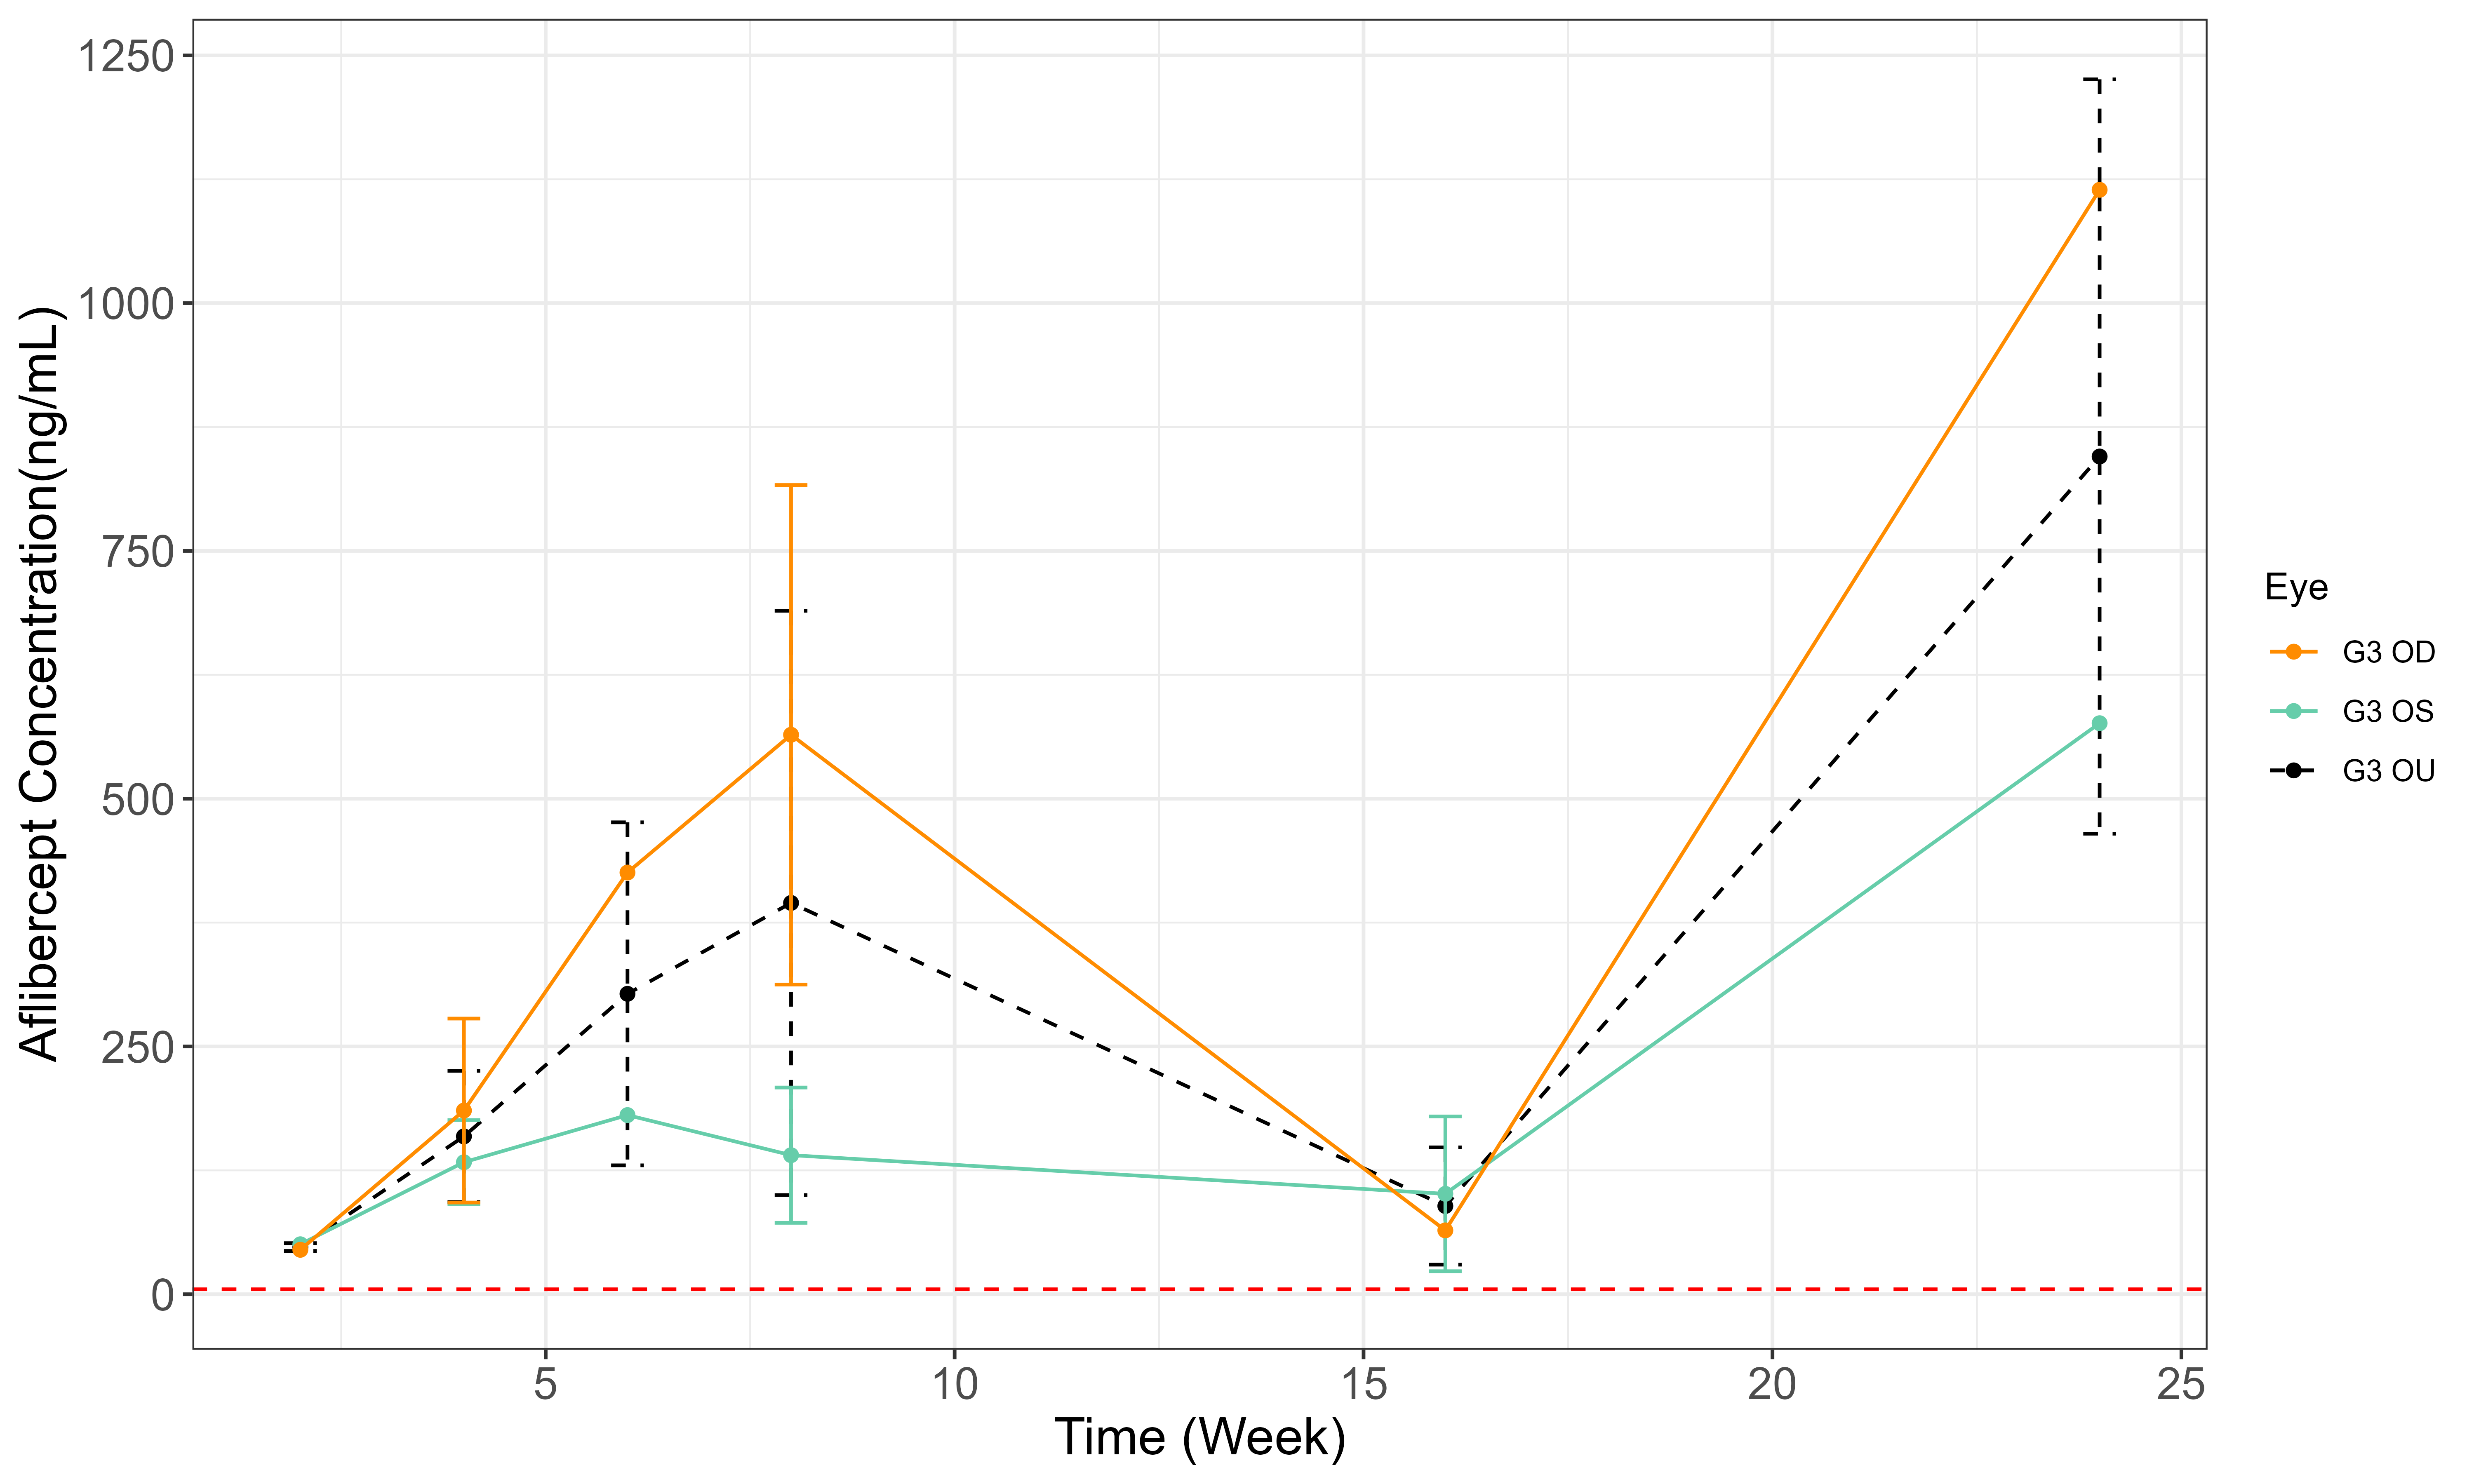 1250
1000
750
500
250
0
Aflibercept Concentration(ng/mL)
5
10
15
20
25
Time (Week)
Eye
G3 OD
G3 OS
G3 OU